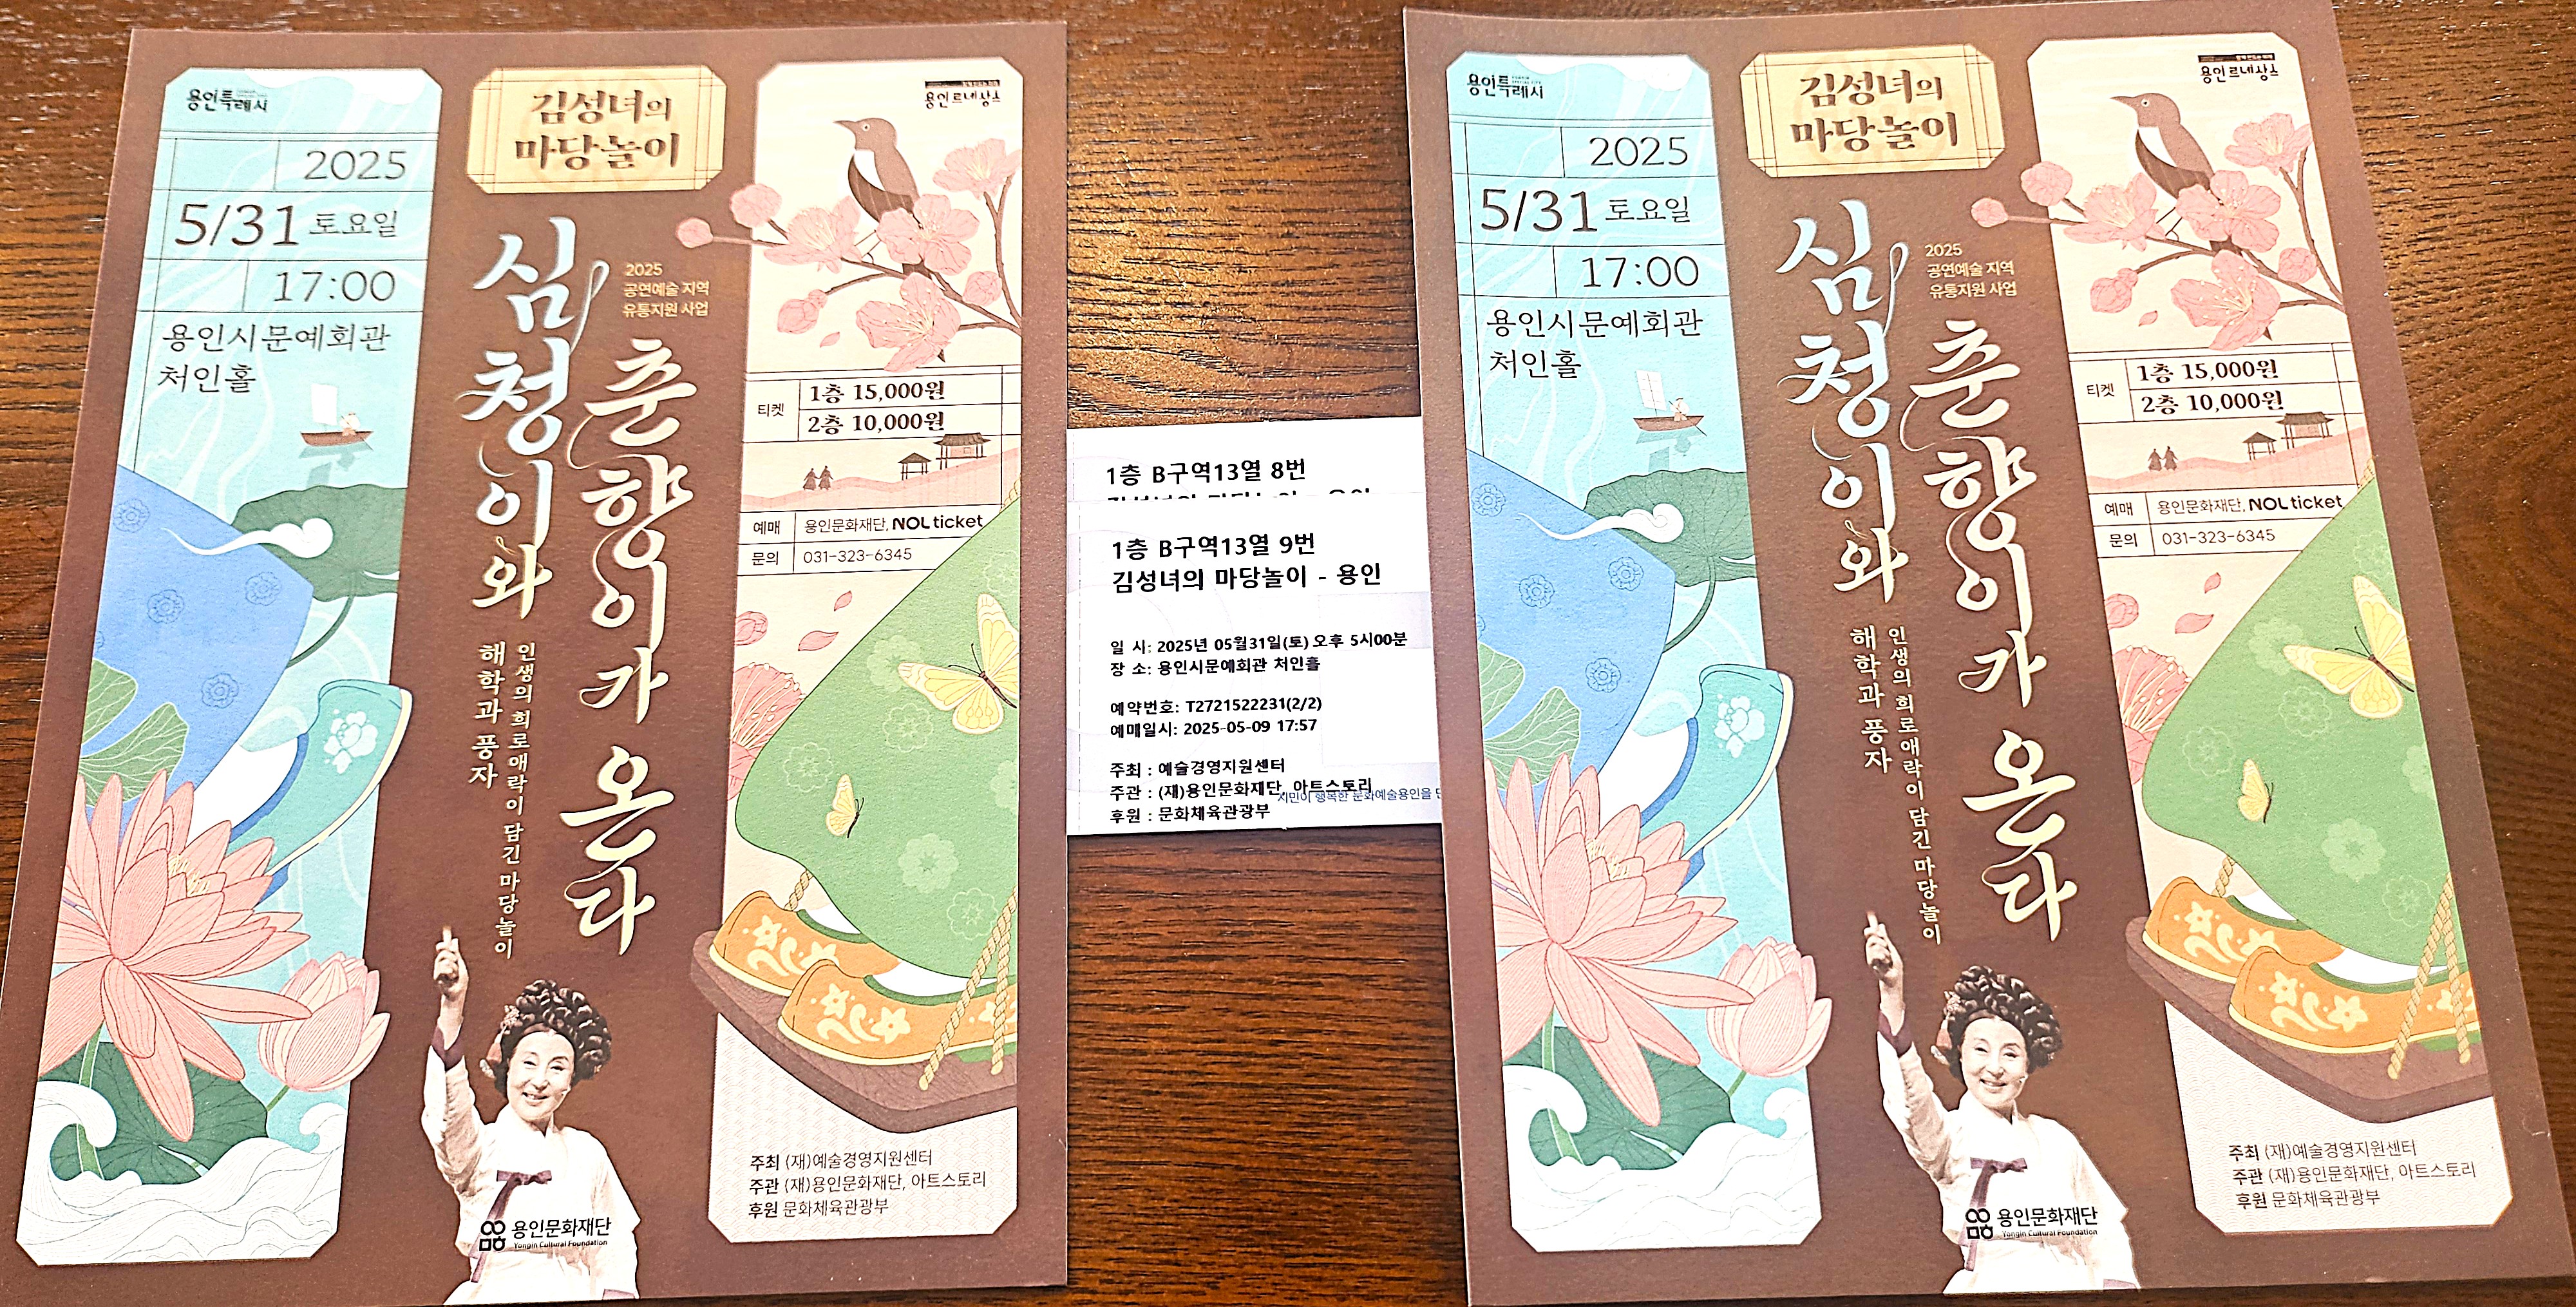 용인특례시
2025
5/31 토요일
17:00
용인시문예회관
처인홀
김성녀의
마당놀이
심청이와
춘향이가 온다
2025
공연예술 지역
유통지원 사업
인생의 희로애락이 담긴 마당놀이
해학과 풍자
용인르네상스
티켓
1층 15,000원
2층 10,000원
예매 용인문화재단, NOL ticket
문의 031-323-6345
주최 (재)예술경영지원센터
주관 (재)용인문화재단, 아트스토리
후원 문화체육관광부
용인문화재단
Yongin Cultural Foundation
1층 B구역13열 8번
1층 B구역13열 9번
김성녀의 마당놀이 - 용인
일 시: 2025년 05월31일(토) 오후 5시00분
장 소: 용인시문예회관 처인홀
예약번호: T2721522231(2/2)
예매일시: 2025-05-09 17:57
주최 : 예술경영지원센터
주관 : (재)용인문화재단, 아트스토리
시민이 행복한 문화예술용인을
후원 : 문화체육관광부
용인특례시
2025
5/31 토요일
17:00
용인시문예회관
처인홀
김성녀의
마당놀이
심청이와
춘향이가 온다
2025
공연예술 지역
유통지원 사업
인생의 희로애락이 담긴 마당놀이
해학과 풍자
용인르네상스
티켓
1층 15,000원
2층 10,000원
예매 용인문화재단, NOL ticket
문의 031-323-6345
주최 (재)예술경영지원센터
주관 (재)용인문화재단, 아트스토리
후원 문화체육관광부
용인문화재단
Yongin Cultural Foundation